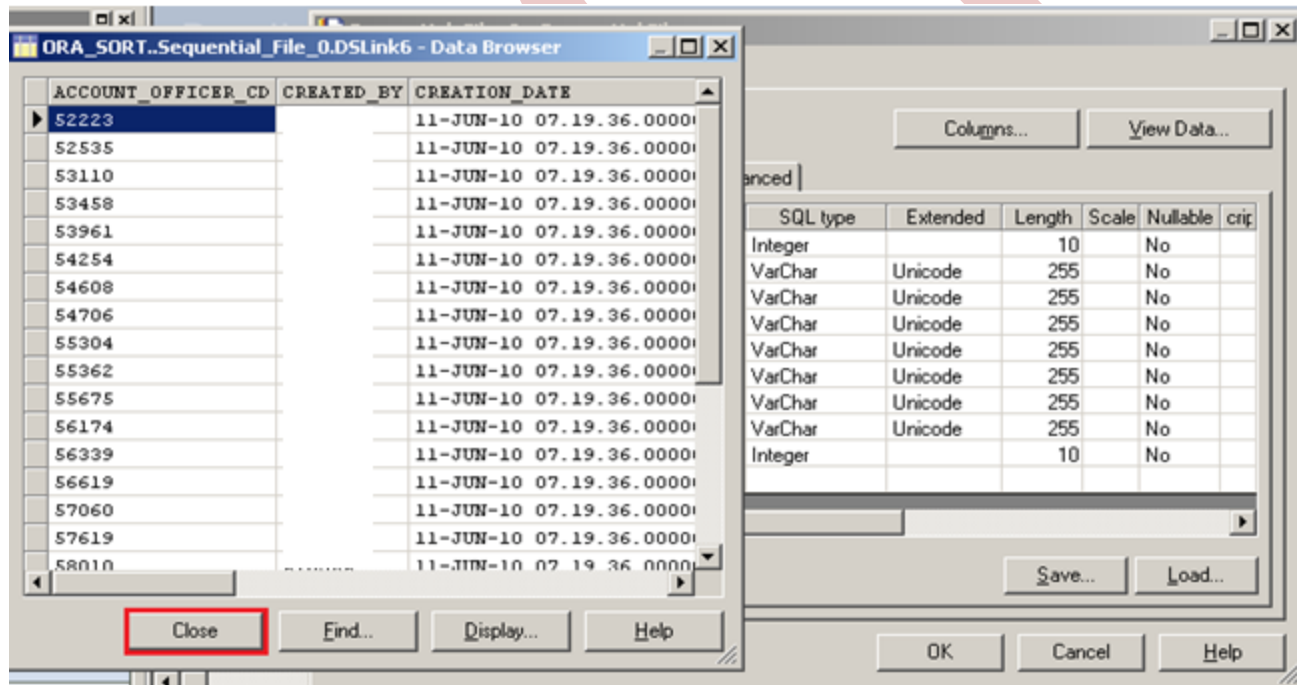 ORA_SORT..Sequential_File_0.DSLink6 - Data Browser
ACCOUNT_OFFICER_CD CREATED_BY CREATION_DATE
52223 11-JUN-10 07.19.36.0000
52535 11-JUN-10 07.19.36.0000
53110 11-JUN-10 07.19.36.0000
53458 11-JUN-10 07.19.36.0000
53961 11-JUN-10 07.19.36.0000
54254 11-JUN-10 07.19.36.0000
54608 11-JUN-10 07.19.36.0000
54706 11-JUN-10 07.19.36.0000
55304 11-JUN-10 07.19.36.0000
55362 11-JUN-10 07.19.36.0000
55675 11-JUN-10 07.19.36.0000
56174 11-JUN-10 07.19.36.0000
56339 11-JUN-10 07.19.36.0000
56619 11-JUN-10 07.19.36.0000
57060 11-JUN-10 07.19.36.0000
57619 11-JUN-10 07.19.36.0000
58010 11-JUN-10 07.19.36.0000
Close Find... Display... Help
Columns... View Data...
anced
SQL type Extended Length Scale Nullable crip
Integer 10 No
VarChar Unicode 255 No
VarChar Unicode 255 No
VarChar Unicode 255 No
VarChar Unicode 255 No
VarChar Unicode 255 No
VarChar Unicode 255 No
VarChar Unicode 255 No
Integer 10 No
Save... Load...
OK Cancel Help